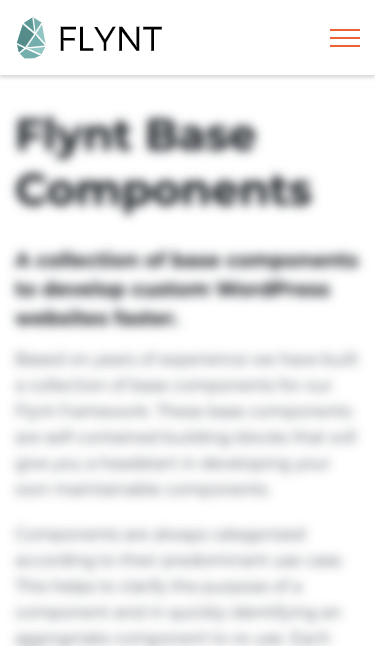 FLYNT
Flynt Base
Components
A collection of base components
to develop custom WordPress
websites faster.
Based on years of experience we have built
a collection of base components for our
Flynt framework. These base components
are self-contained building blocks that will
give you a headstart in developing your
own maintainable components.
Components are always categorized
according to their predominant use case.
This helps to clarify the purpose of a
component and in quickly identifying an
appropriate component to re-use. Each